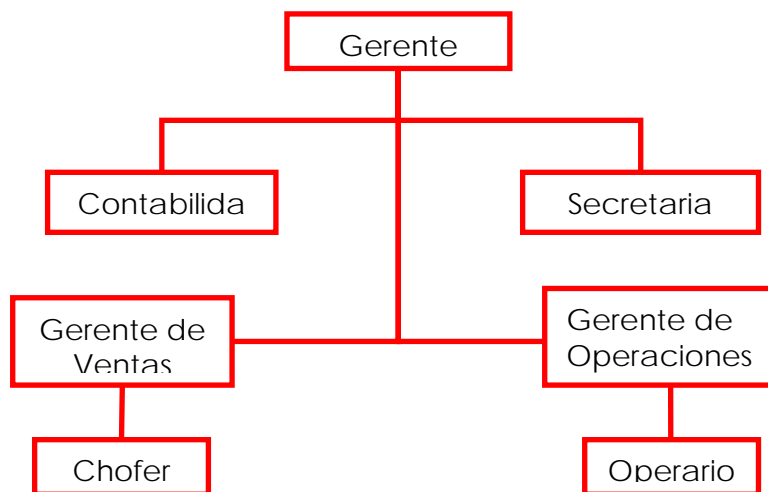 Gerente
Contabilida
Secretaria
Gerente de
Ventas
Gerente de
Operaciones
Chofer
Operario